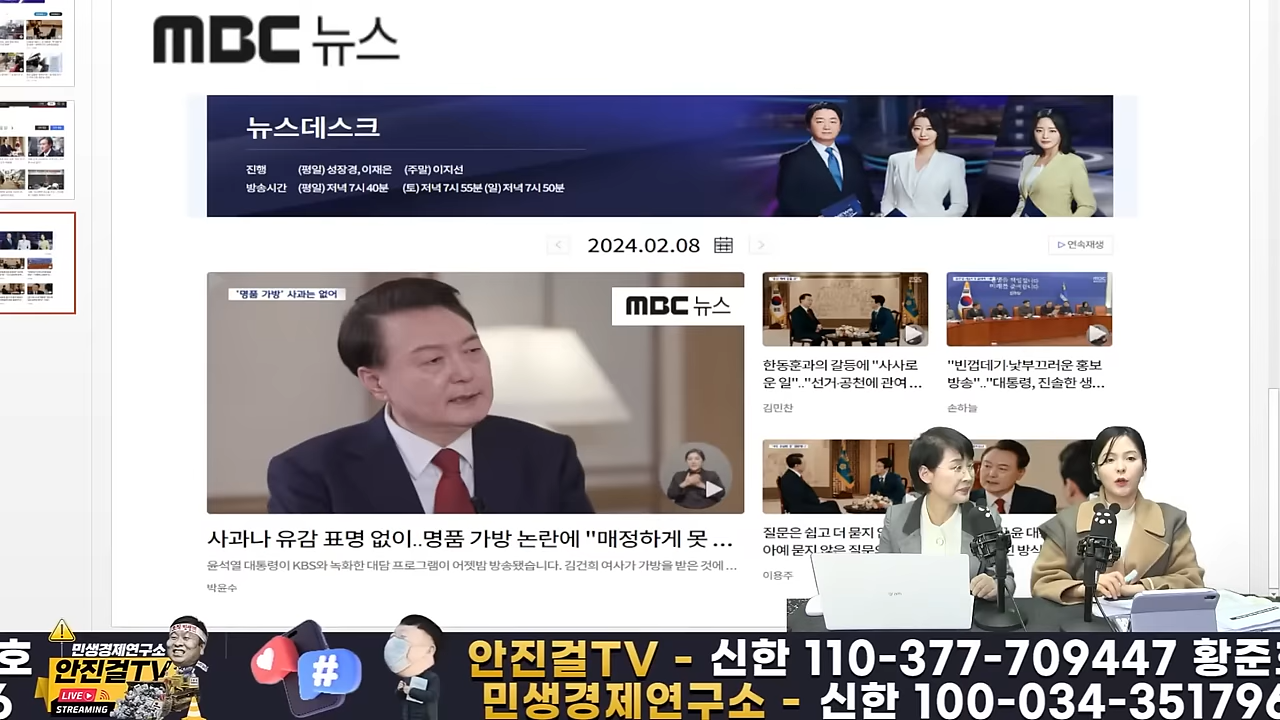 MBC 뉴스
뉴스데스크
진행 (평일) 성장경, 이재은 (주말) 이지선
방송시간 (평일) 저녁 7시 40분 (토) 저녁 7시 55분 (일) 저녁 7시 50분
2024.02.08
연속재생
'명품 가방' 사과는 없어
MBC 뉴스
사과나 유감 표명 없이..명품 가방 논란에 "매정하게 못 ...
윤석열 대통령이 KBS와 녹화한 대담 프로그램이 어젯밤 방송됐습니다. 김건희 여사가 가방을 받은 것에 ...
박윤수
한동훈과의 갈등에 "사사로
운 일".."선거·공천에 관여 ...
김민찬
"빈껍데기·낯부끄러운 홍보
방송".."대통령, 진솔한 생...
손하늘
질문은 쉽고 더 묻지
아예 묻지 않은 질문
이용주
민생경제연구소
안진걸TV
LIVE
STREAMING
#
호
6
안진걸TV - 신한 110-377-709447 황준
민생경제연구소 - 신한 100-034-351796